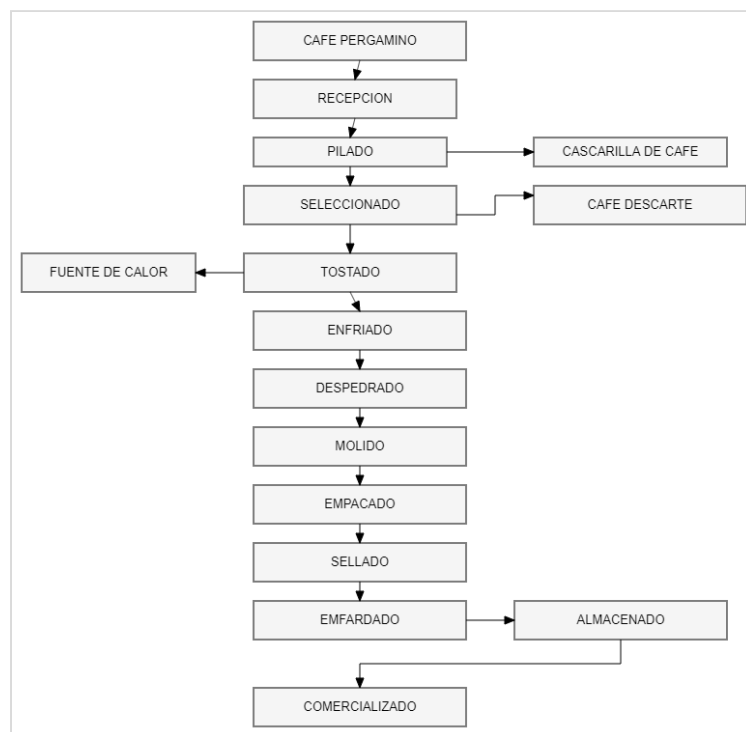 CAFE PERGAMINO
RECEPCION
PILADO
CASCARILLA DE CAFE
SELECCIONADO
CAFE DESCARTE
FUENTE DE CALOR
TOSTADO
ENFRIADO
DESPEDRADO
MOLIDO
EMPACADO
SELLADO
EMFARDADO
ALMACENADO
COMERCIALIZADO